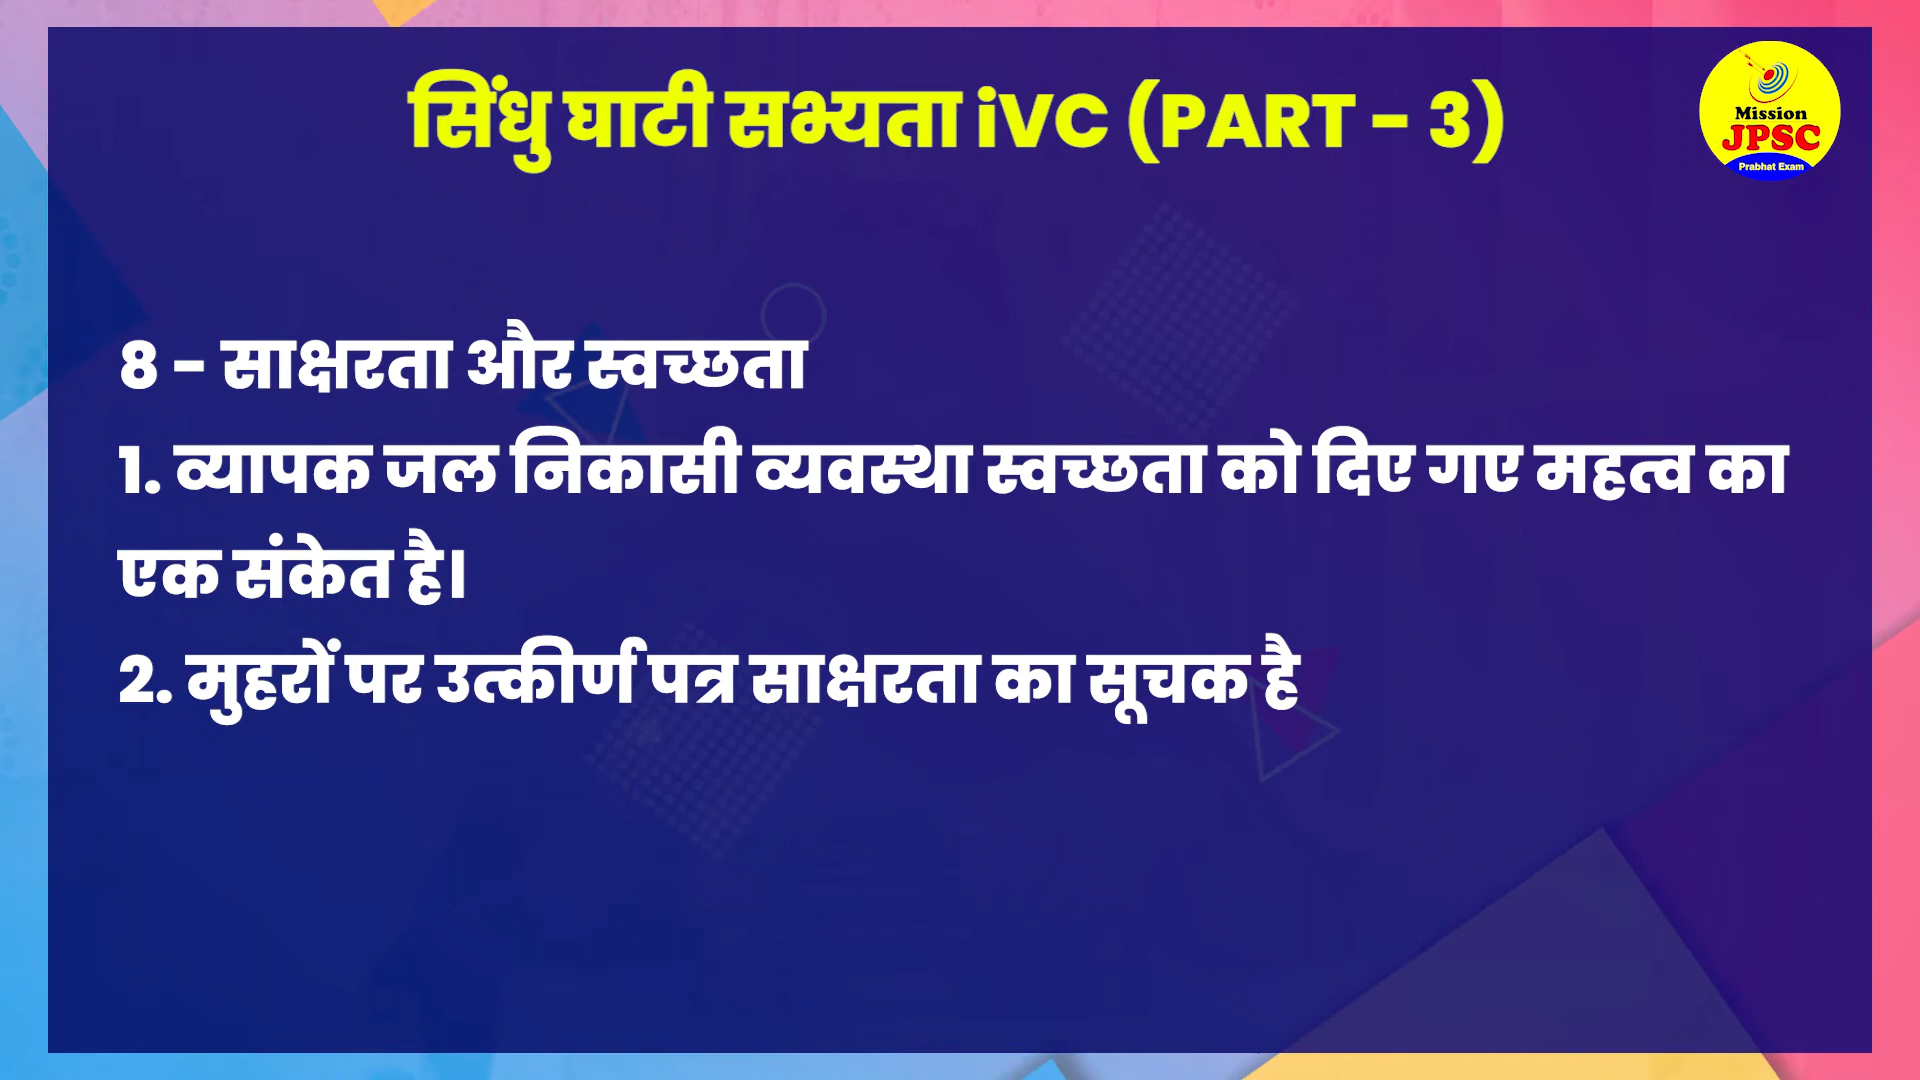 सिंधु घाटी सभ्यता iVC (PART - 3)
Mission
JPSC
Prabhat Exam
8 - साक्षरता और स्वच्छता
1. व्यापक जल निकासी व्यवस्था स्वच्छता को दिए गए महत्व का
एक संकेत है।
2. मुहरों पर उत्कीर्ण पत्र साक्षरता का सूचक है